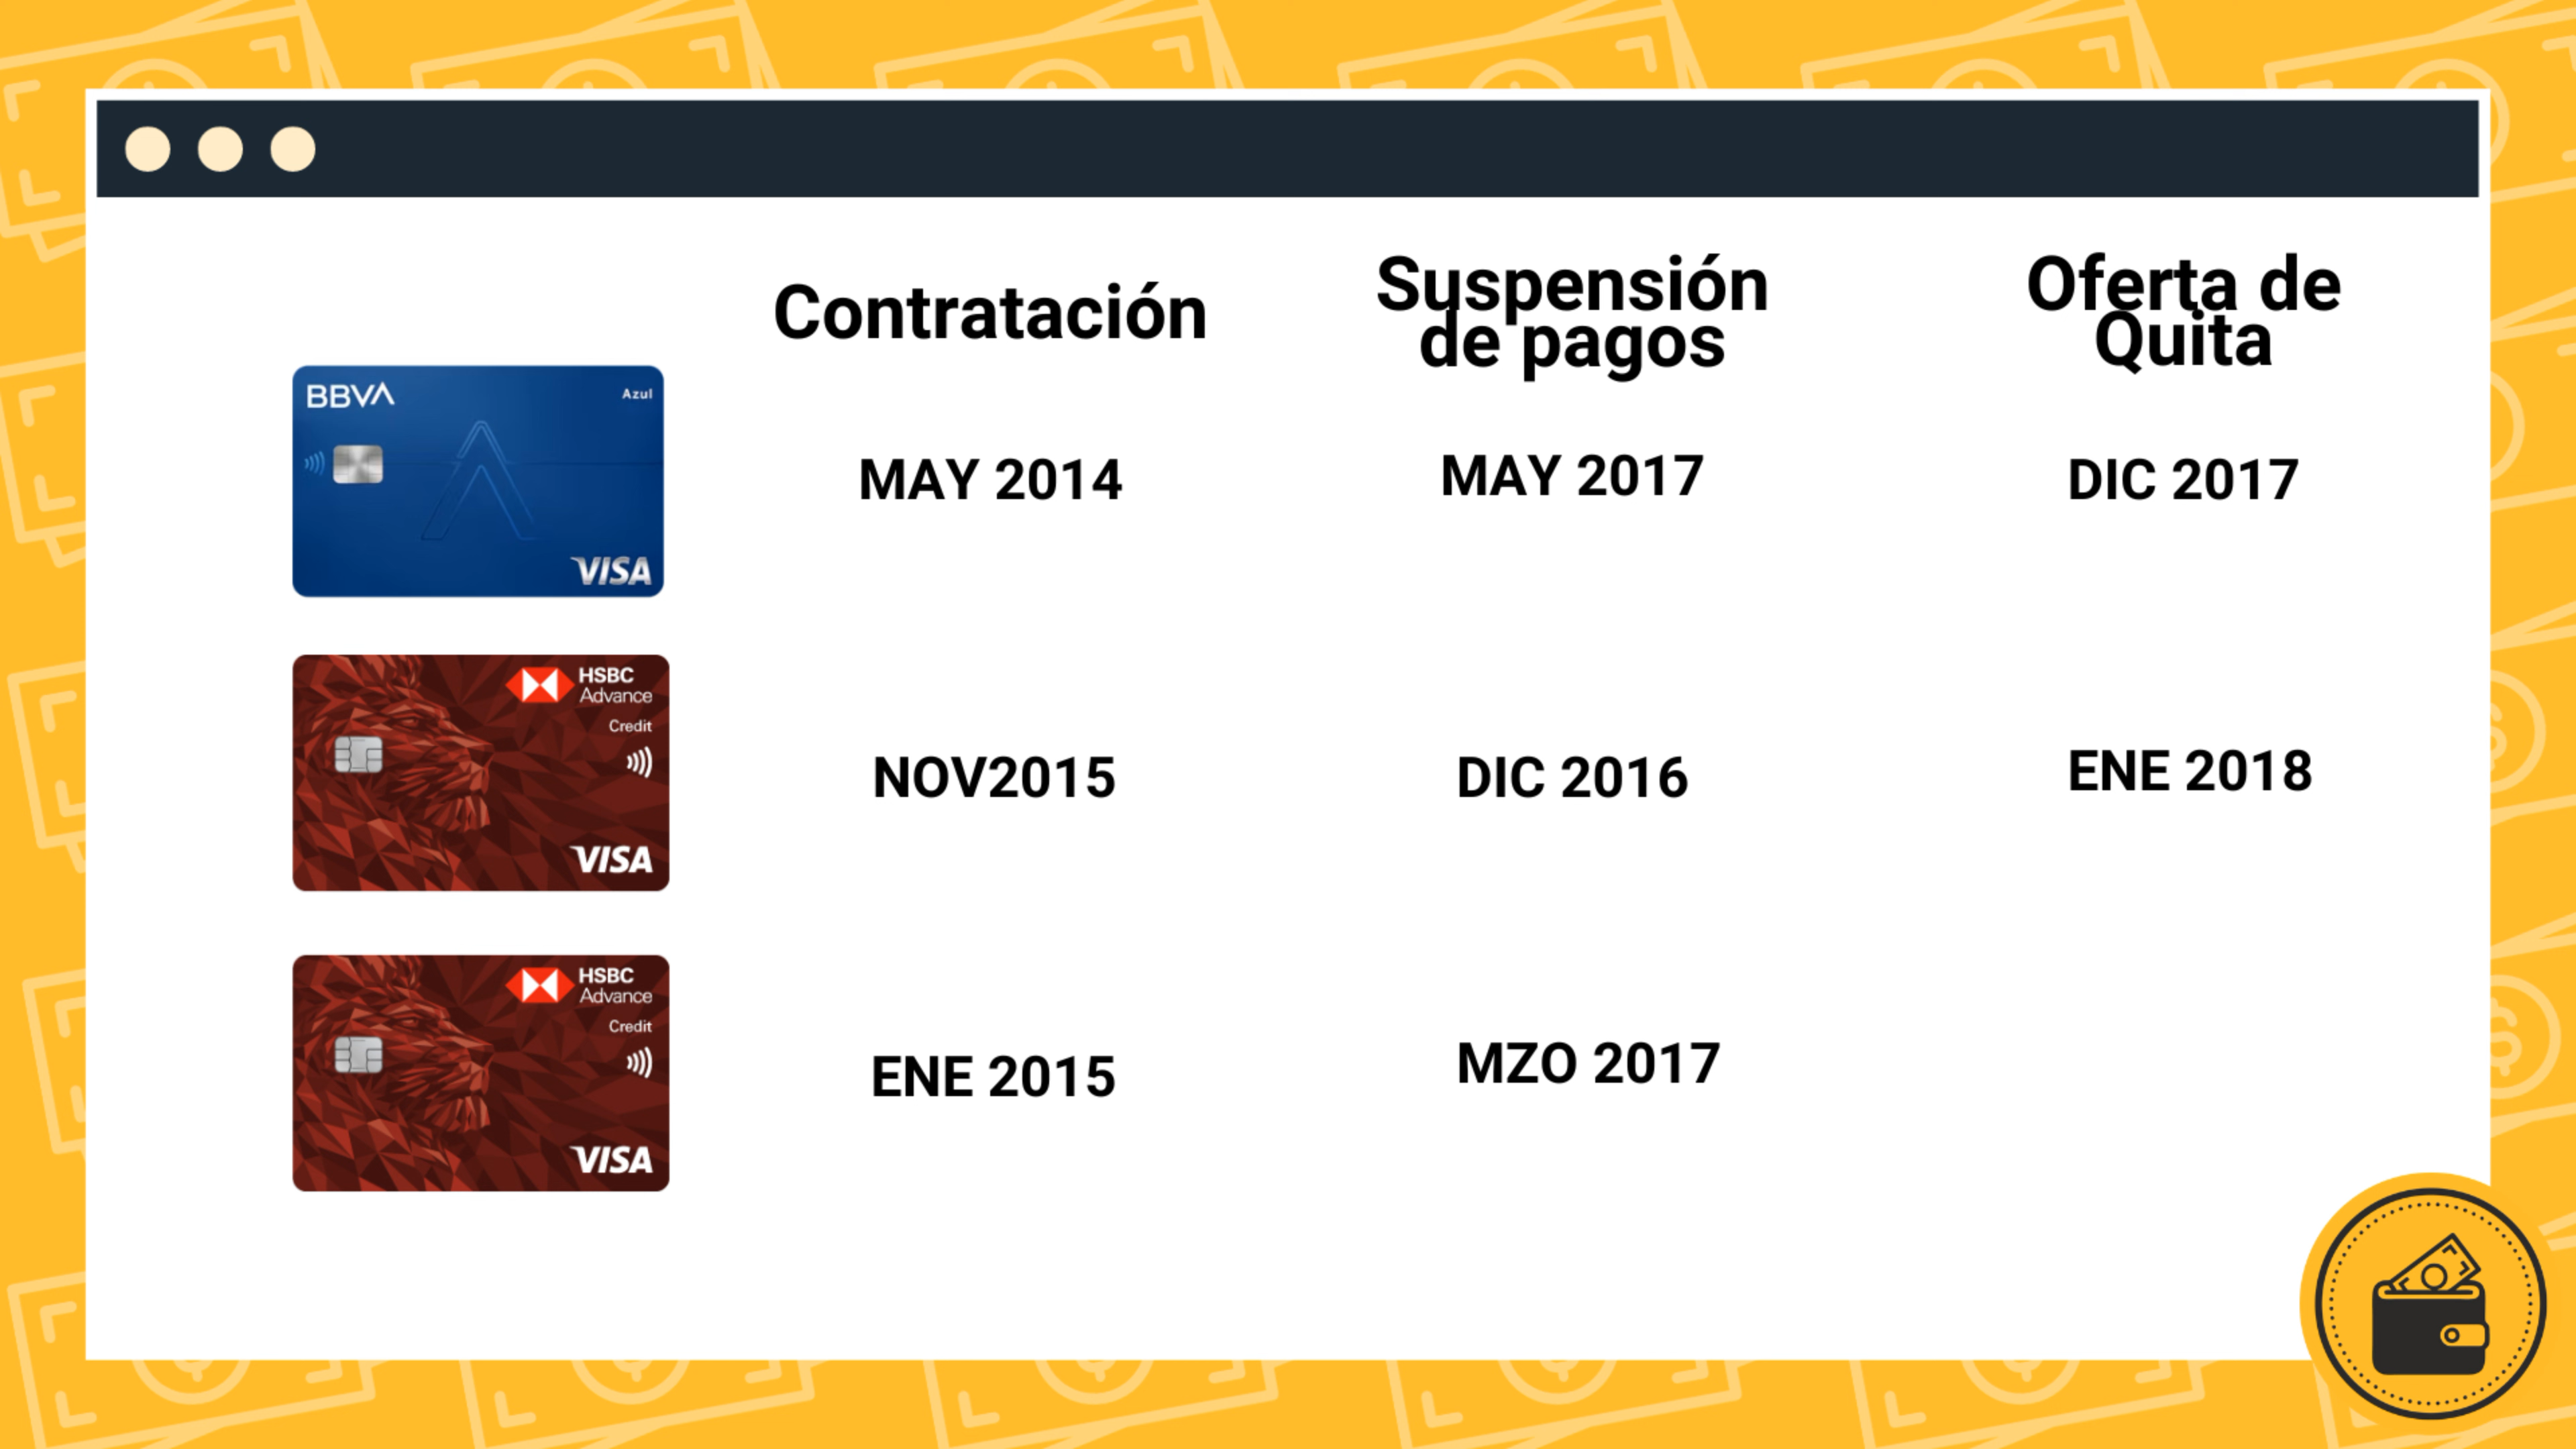 Contratación
Suspensión
de pagos
Oferta de
Quita
BBVA
Azul
VISA
MAY 2014
MAY 2017
DIC 2017
HSBC
Advance
Credit
VISA
NOV2015
DIC 2016
ENE 2018
HSBC
Advance
Credit
VISA
ENE 2015
MZO 2017